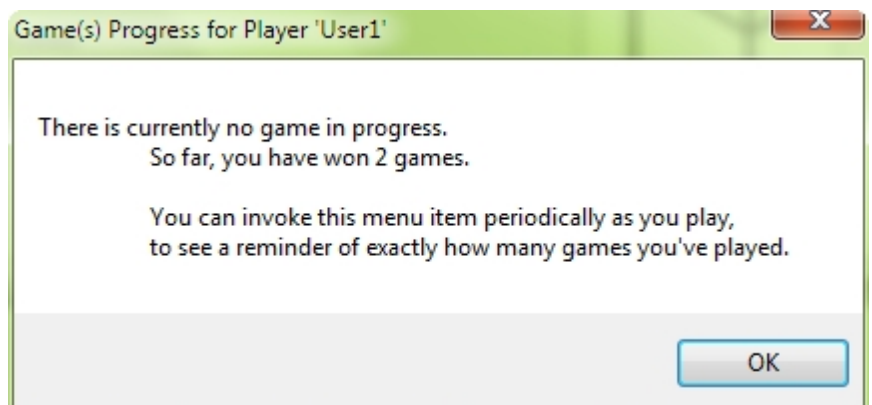 Game(s) Progress for Player 'User1'
There is currently no game in progress.
So far, you have won 2 games.
You can invoke this menu item periodically as you play,
to see a reminder of exactly how many games you've played.
OK